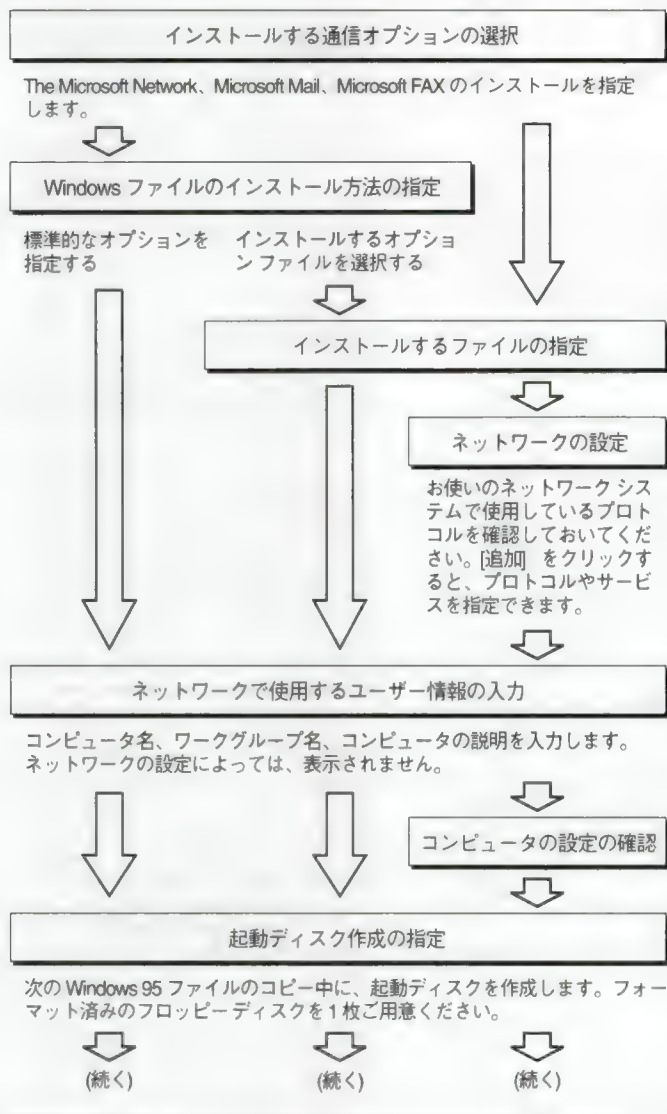 インストールする通信オプションの選択
The Microsoft Network、Microsoft Mail、Microsoft FAX のインストールを指定
します。
Windows ファイルのインストール方法の指定
標準的なオプションを
指定する
インストールするオプショ
ン ファイルを選択する
インストールするファイルの指定
ネットワークの設定
お使いのネットワーク シス
テムで使用しているプロト
コルを確認しておいてくだ
さい。[追加] をクリックす
ると、プロトコルやサービ
スを指定できます。
ネットワークで使用するユーザー情報の入力
コンピュータ名、ワークグループ名、コンピュータの説明を入力します。
ネットワークの設定によっては、表示されません。
コンピュータの設定の確認
起動ディスク作成の指定
次の Windows 95 ファイルのコピー中に、起動ディスクを作成します。フォー
マット済みのフロッピー ディスクを 1 枚ご用意ください。
(続く)
(続く)
(続く)